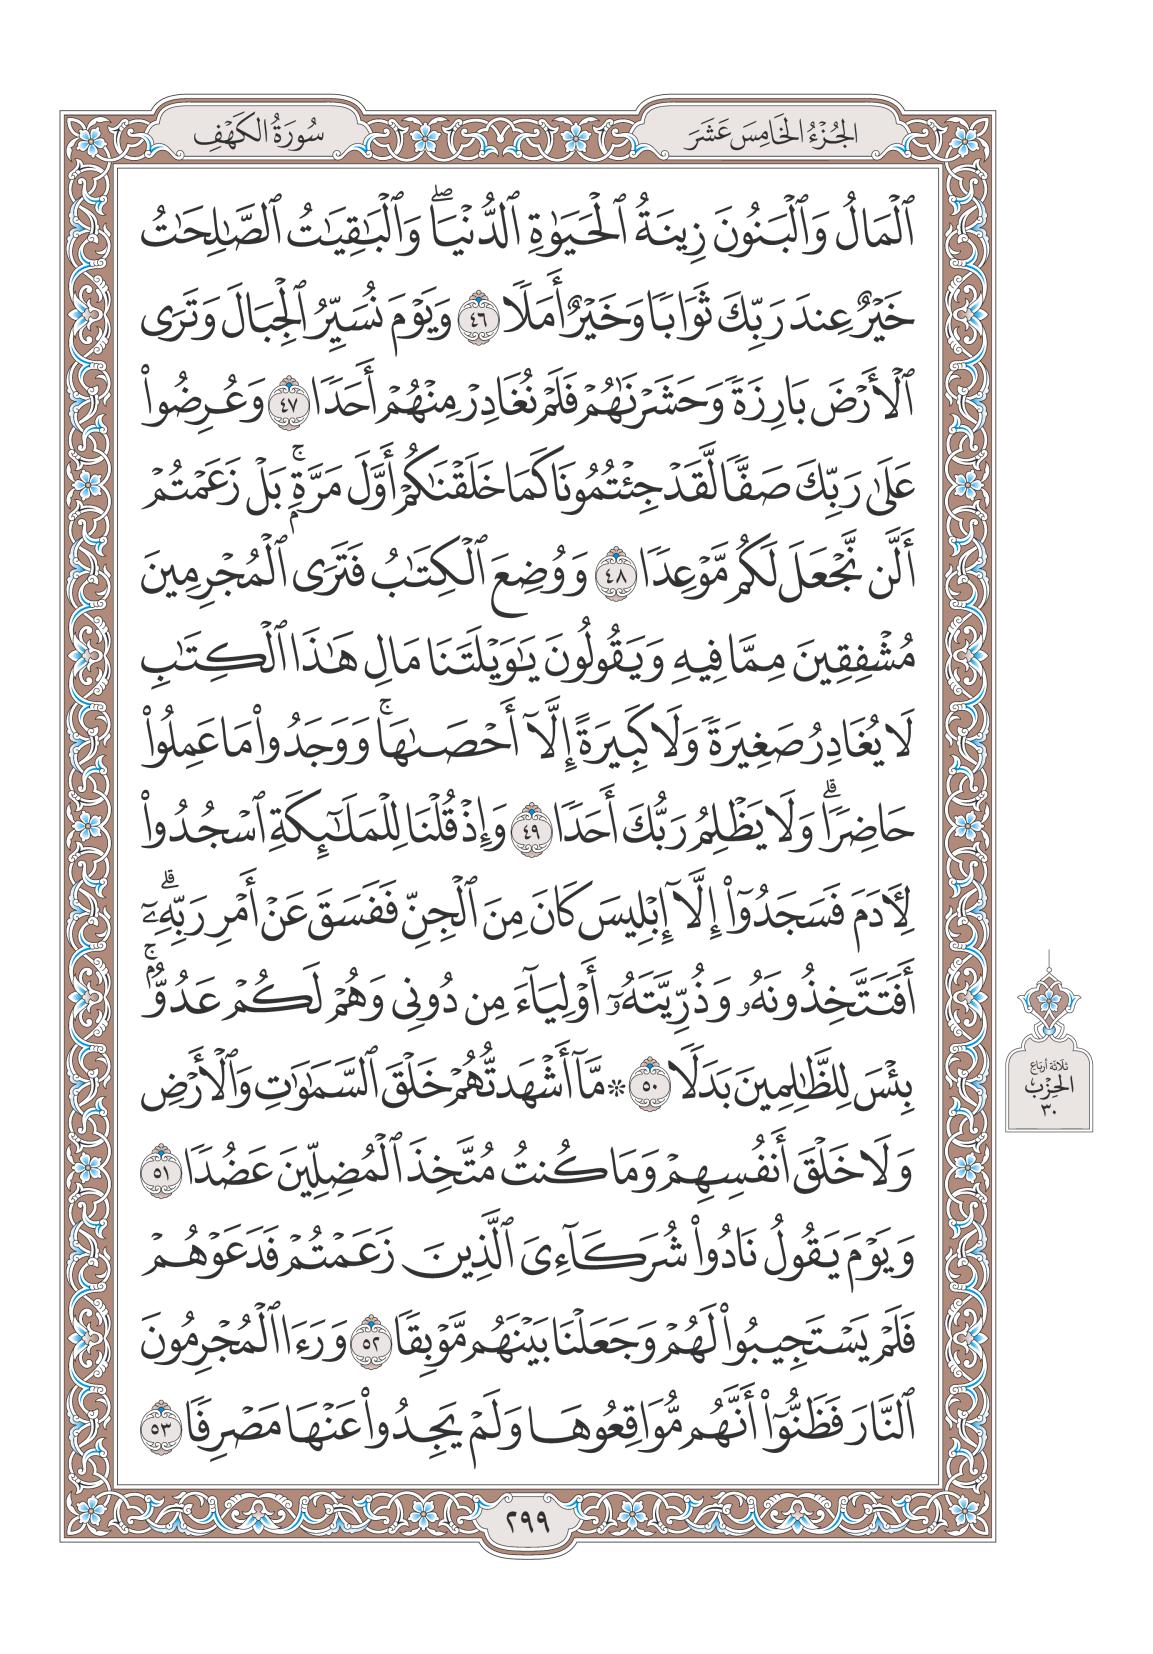 الجُزْءُ الخَامِسَ عَشَرَ
سُورَةُ الكَهْفِ
ٱلْمَالُ وَٱلْبَنُونَ زِينَةُ ٱلْحَيَوٰةِ ٱلدُّنْيَاۖ وَٱلْبَٰقِيَٰتُ ٱلصَّٰلِحَٰتُ
خَيْرٌ عِندَ رَبِّكَ ثَوَابًا وَخَيْرٌ أَمَلًا ٤٦ وَيَوْمَ نُسَيِّرُ ٱلْجِبَالَ وَتَرَى
ٱلْأَرْضَ بَارِزَةً وَحَشَرْنَٰهُمْ فَلَمْ نُغَادِرْ مِنْهُمْ أَحَدًا ٤٧ وَعُرِضُوا۟
عَلَىٰ رَبِّكَ صَفًّا لَّقَدْ جِئْتُمُونَا كَمَا خَلَقْنَٰكُمْ أَوَّلَ مَرَّةٍۭۚ بَلْ زَعَمْتُمْ
أَلَّن نَّجْعَلَ لَكُم مَّوْعِدًا ٤٨ وَوُضِعَ ٱلْكِتَٰبُ فَتَرَى ٱلْمُجْرِمِينَ
مُشْفِقِينَ مِمَّا فِيهِ وَيَقُولُونَ يَٰوَيْلَتَنَا مَالِ هَٰذَا ٱلْكِتَٰبِ
لَا يُغَادِرُ صَغِيرَةً وَلَا كَبِيرَةً إِلَّآ أَحْصَىٰهَاۚ وَوَجَدُوا۟ مَا عَمِلُوا۟
حَاضِرًاۗ وَلَا يَظْلِمُ رَبُّكَ أَحَدًا ٤٩ وَإِذْ قُلْنَا لِلْمَلَٰٓئِكَةِ ٱسْجُدُوا۟
لِءَادَمَ فَسَجَدُوٓا۟ إِلَّآ إِبْلِيسَ كَانَ مِنَ ٱلْجِنِّ فَفَسَقَ عَنْ أَمْرِ رَبِّهِۦٓۗ
أَفَتَتَّخِذُونَهُۥ وَذُرِّيَّتَهُۥٓ أَوْلِيَآءَ مِن دُونِى وَهُمْ لَكُمْ عَدُوٌّۢۚ
بِئْسَ لِلظَّٰلِمِينَ بَدَلًا ٥٠ ۞ مَّآ أَشْهَدتُّهُمْ خَلْقَ ٱلسَّمَٰوَٰتِ وَٱلْأَرْضِ
وَلَا خَلْقَ أَنفُسِهِمْ وَمَا كُنتُ مُتَّخِذَ ٱلْمُضِلِّينَ عَضُدًا ٥١
وَيَوْمَ يَقُولُ نَادُوا۟ شُرَكَآءِىَ ٱلَّذِينَ زَعَمْتُمْ فَدَعَوْهُمْ
فَلَمْ يَسْتَجِيبُوا۟ لَهُمْ وَجَعَلْنَا بَيْنَهُم مَّوْبِقًا ٥٢ وَرَءَا ٱلْمُجْرِمُونَ
ٱلنَّارَ فَظَنُّوٓا۟ أَنَّهُم مُّوَاقِعُوهَا وَلَمْ يَجِدُوا۟ عَنْهَا مَصْرِفًا ٥٣
ثلاثة أرباع
الحِزْب
٣٠
٢٩٩